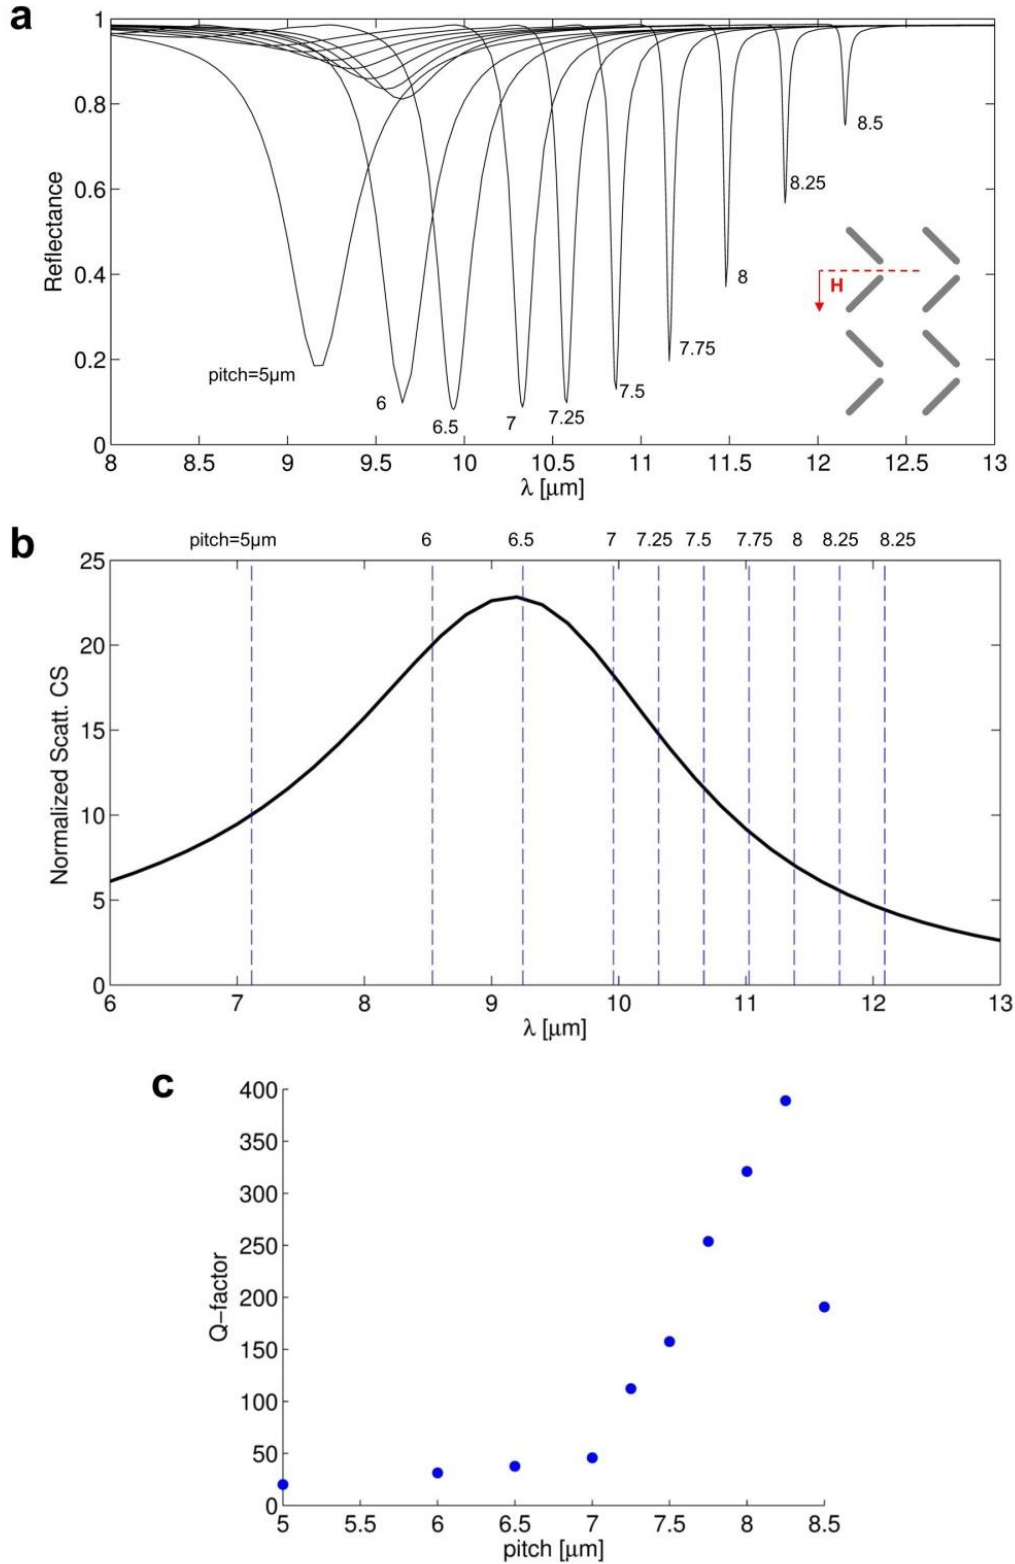 a
1
0.8
0.6
0.4
0.2
0
Reflectance
pitch=5µm
6
6.5
7
7.25
7.5
7.75
8
8.25
8.5
H
8 8.5 9 9.5 10 10.5 11 11.5 12 12.5 13
λ [µm]
b
pitch=5µm 6 6.5 7 7.25 7.5 7.75 8 8.25 8.25
25
20
15
10
5
0
Normalized Scatt. CS
6 7 8 9 10 11 12 13
λ [µm]
c
400
350
300
250
200
150
100
50
0
Q-factor
5 5.5 6 6.5 7 7.5 8 8.5
pitch [µm]